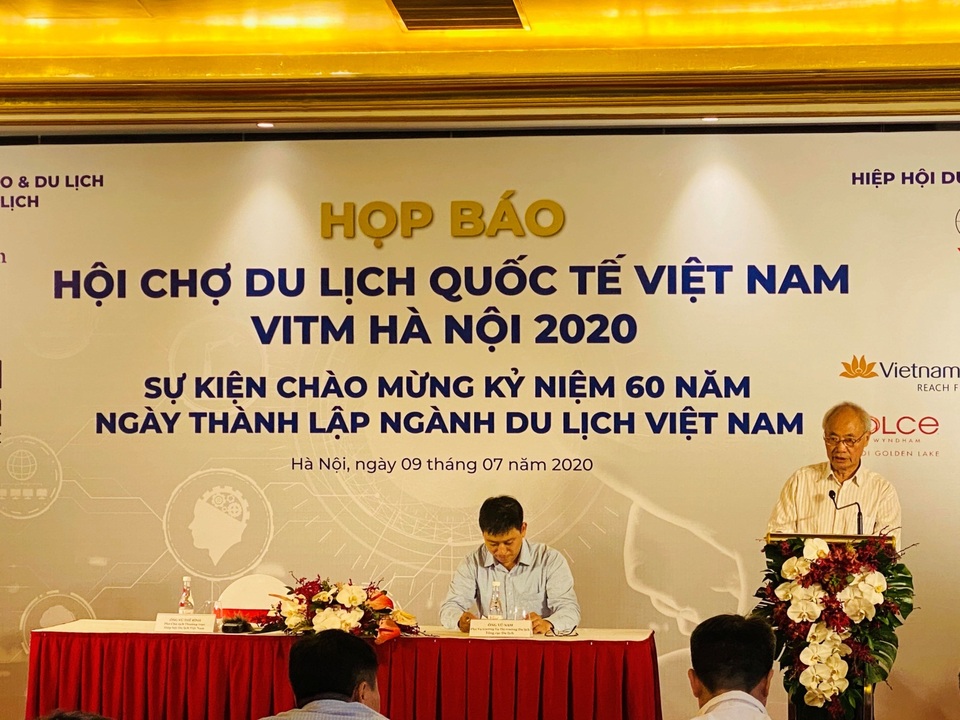 O & DU LỊCH
LỊCH
HIỆP HỘI DU
HỌP BÁO
HỘI CHỢ DU LỊCH QUỐC TẾ VIỆT NAM
VITM HÀ NỘI 2020
SỰ KIỆN CHÀO MỪNG KỶ NIỆM 60 NĂM
NGÀY THÀNH LẬP NGÀNH DU LỊCH VIỆT NAM
Hà Nội, ngày 09 tháng 07 năm 2020
Vietnam
REACH F
OLCE
WYNDHAM
OI GOLDEN LAKE